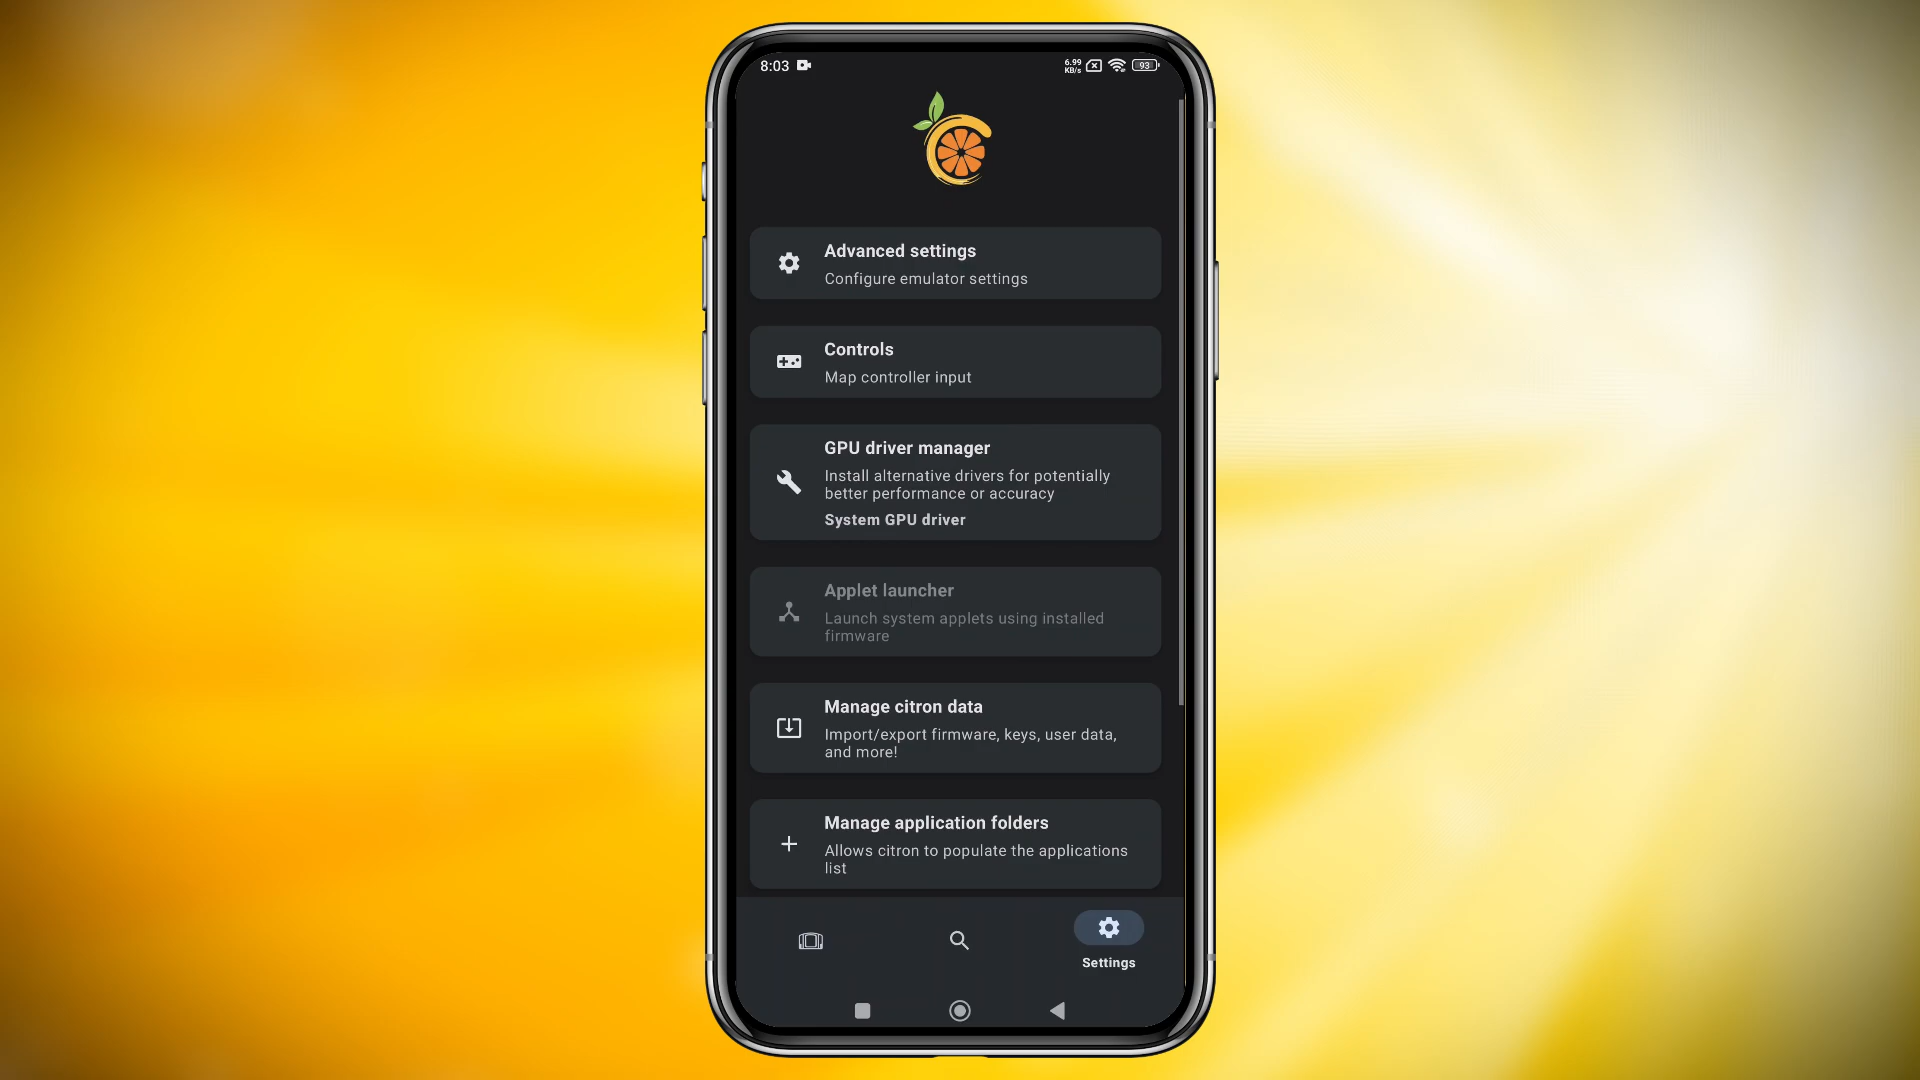 8:03
6.99
KB/s
93
Advanced settings
Configure emulator settings
Controls
Map controller input
GPU driver manager
Install alternative drivers for potentially
better performance or accuracy
System GPU driver
Applet launcher
Launch system applets using installed
firmware
Manage citron data
Import/export firmware, keys, user data,
and more!
Manage application folders
Allows citron to populate the applications
list
Settings